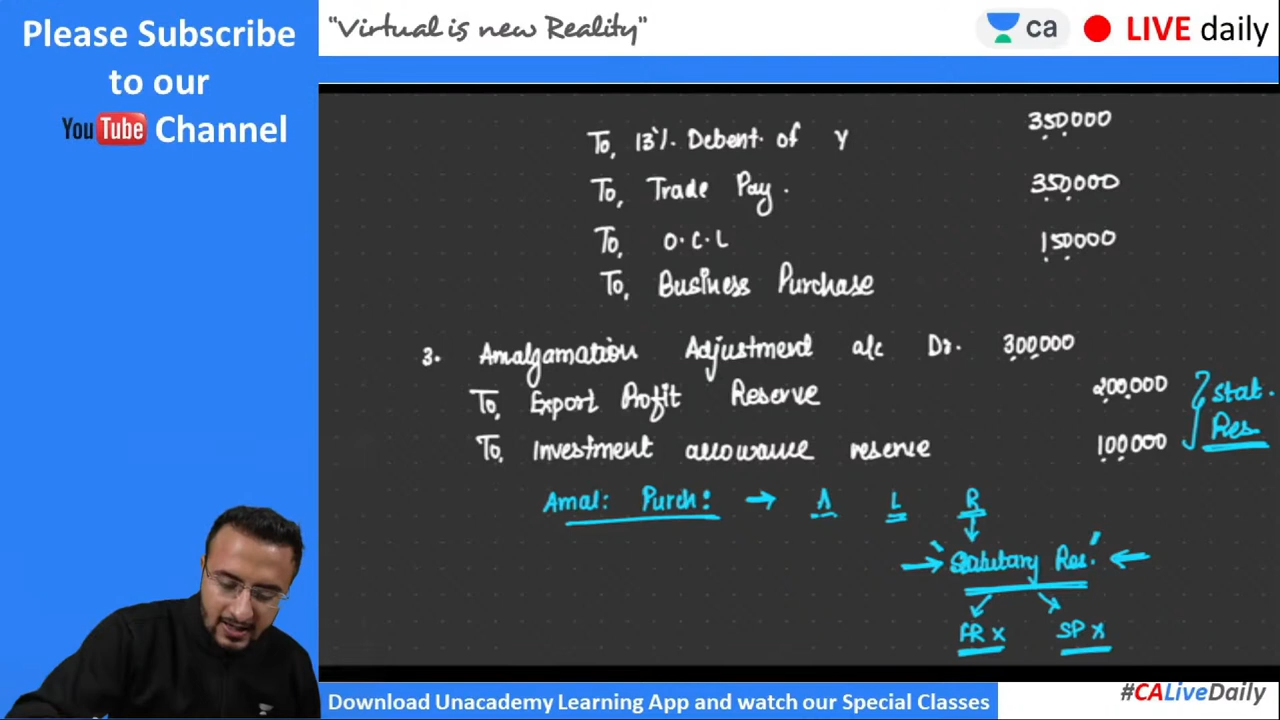 Please Subscribe
to our
YouTube Channel
"Virtual is new Reality"
ca
LIVE daily
To, 13%. Debent. of Y 350000
To, Trade Pay. 350000
To, O.C.L 150000
To, Business Purchase
3. Amalgamation Adjustment a/c Dr. 300000
To, Export Profit Reserve 200000
To, Investment allowance reserve 100000
Stat.
Res
Amal: Purch: → A L R
"Statutary Res."
PR x SP x
Download Unacademy Learning App and watch our Special Classes
#CALiveDaily